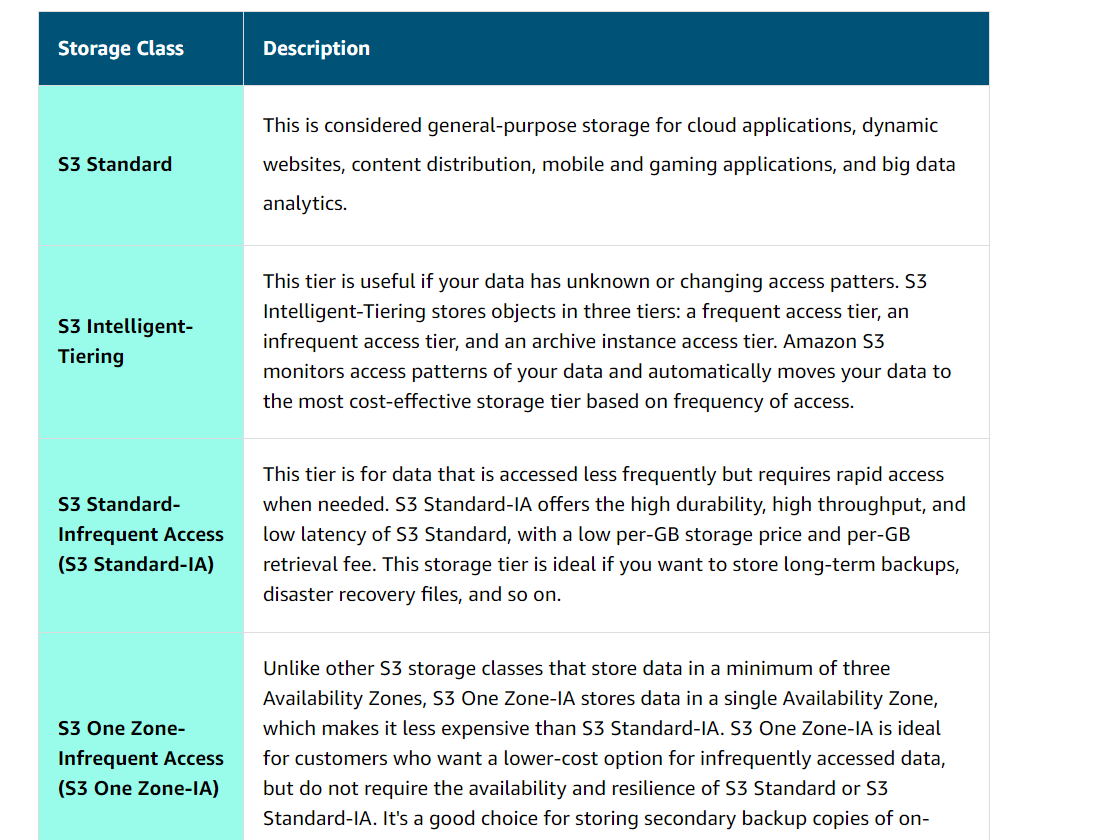 Storage Class
Description
S3 Standard
This is considered general-purpose storage for cloud applications, dynamic
websites, content distribution, mobile and gaming applications, and big data
analytics.
S3 Intelligent-
Tiering
This tier is useful if your data has unknown or changing access patters. S3
Intelligent-Tiering stores objects in three tiers: a frequent access tier, an
infrequent access tier, and an archive instance access tier. Amazon S3
monitors access patterns of your data and automatically moves your data to
the most cost-effective storage tier based on frequency of access.
S3 Standard-
Infrequent Access
(S3 Standard-IA)
This tier is for data that is accessed less frequently but requires rapid access
when needed. S3 Standard-IA offers the high durability, high throughput, and
low latency of S3 Standard, with a low per-GB storage price and per-GB
retrieval fee. This storage tier is ideal if you want to store long-term backups,
disaster recovery files, and so on.
S3 One Zone-
Infrequent Access
(S3 One Zone-IA)
Unlike other S3 storage classes that store data in a minimum of three
Availability Zones, S3 One Zone-IA stores data in a single Availability Zone,
which makes it less expensive than S3 Standard-IA. S3 One Zone-IA is ideal
for customers who want a lower-cost option for infrequently accessed data,
but do not require the availability and resilience of S3 Standard or S3
Standard-IA. It's a good choice for storing secondary backup copies of on-